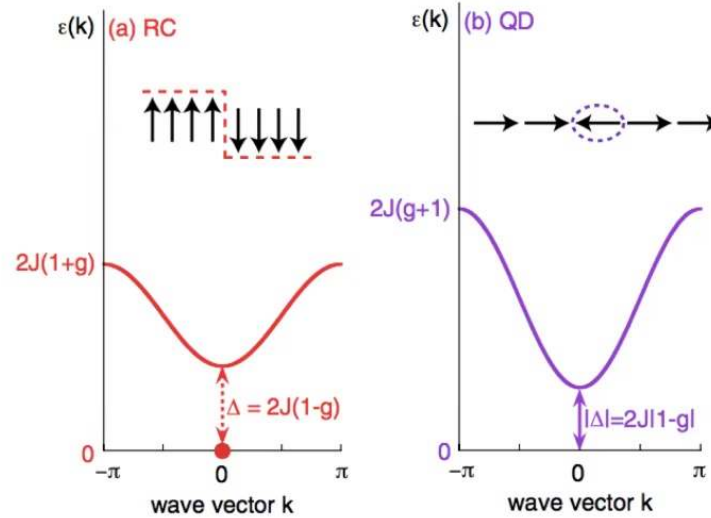 ε(k) (a) RC
2J(1+g)
Δ = 2J(1-g)
0
−π 0 π
wave vector k
ε(k) (b) QD
2J(g+1)
|Δ|=2J|1-g|
0
−π 0 π
wave vector k